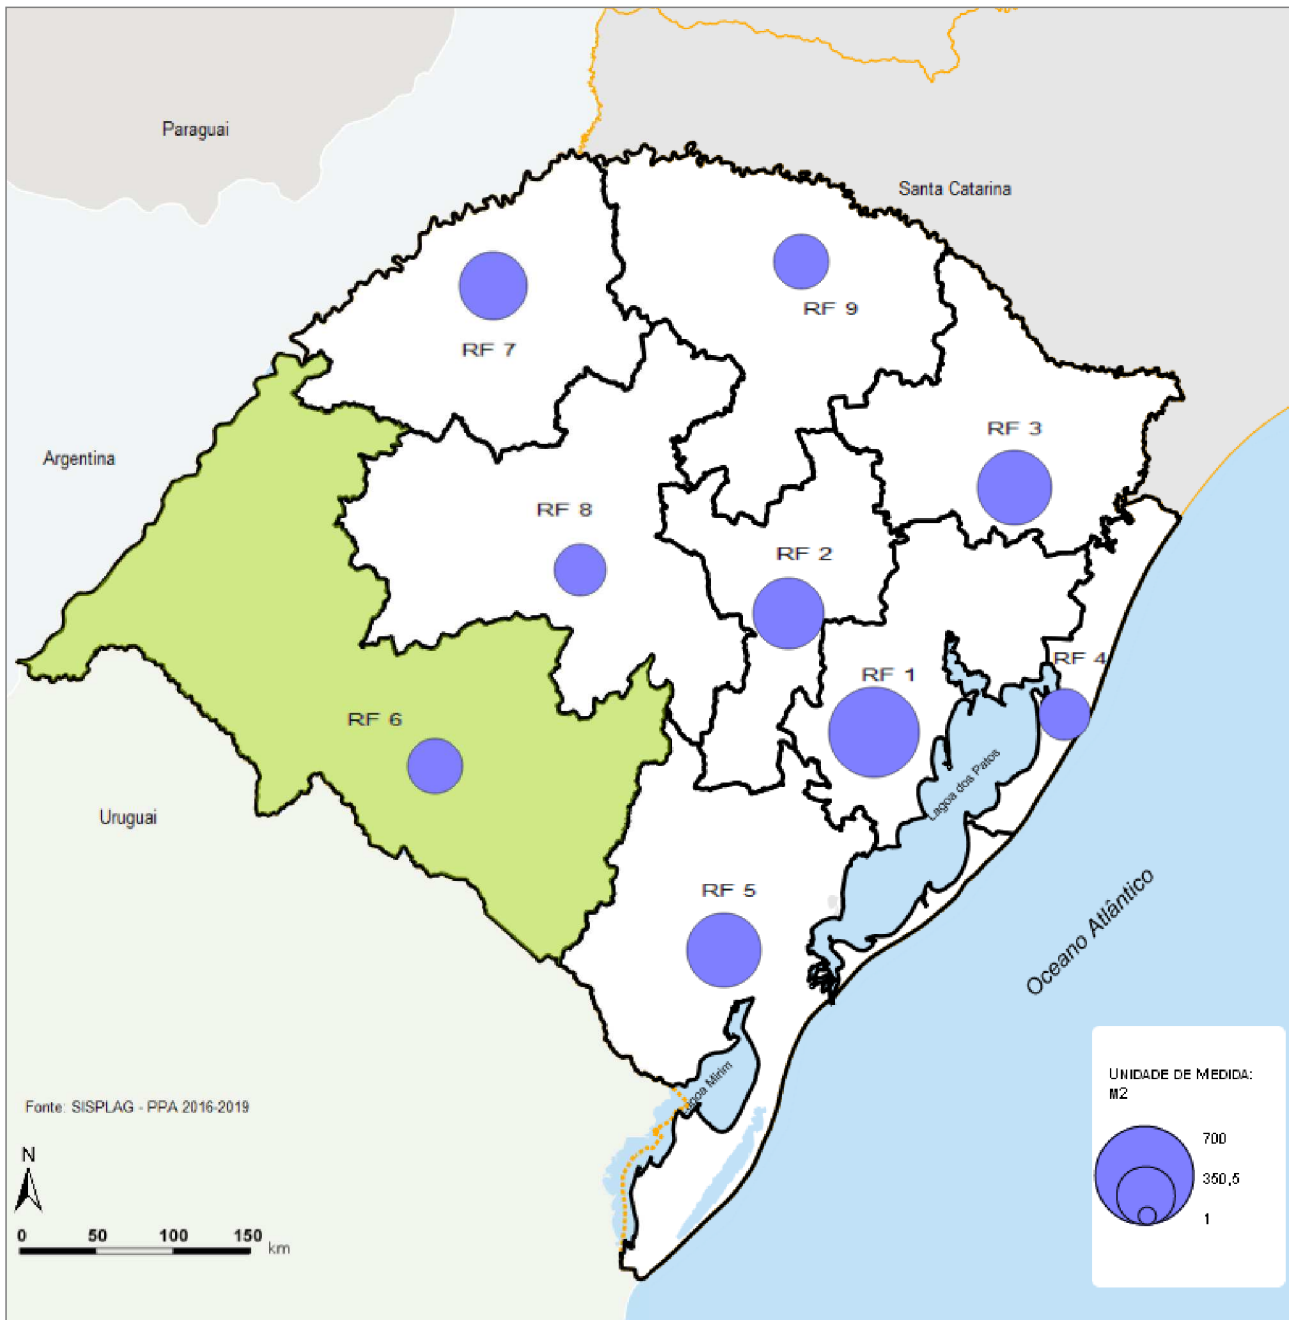 Paraguai
Santa Catarina
RF 9
RF 7
RF 3
Argentina
RF 8
RF 2
RF 4
RF 1
RF 6
Lagoa dos Patos
Uruguai
RF 5
Oceano Atlântico
Lagoa Mirim
UNIDADE DE MEDIDA:
M2
Fonte: SISPLAG - PPA 2016-2019
700
N
350,5
1
0 50 100 150 km